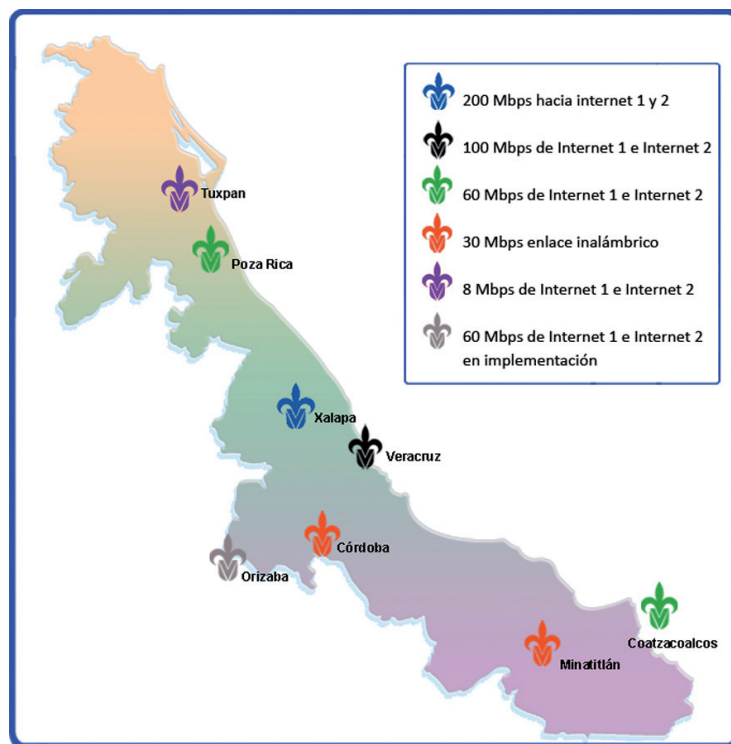 200 Mbps hacia internet 1 y 2
100 Mbps de Internet 1 e Internet 2
60 Mbps de Internet 1 e Internet 2
30 Mbps enlace inalámbrico
8 Mbps de Internet 1 e Internet 2
60 Mbps de Internet 1 e Internet 2
en implementación
Tuxpan
Poza Rica
Xalapa
Veracruz
Córdoba
Orizaba
Coatzacoalcos
Minatitlán